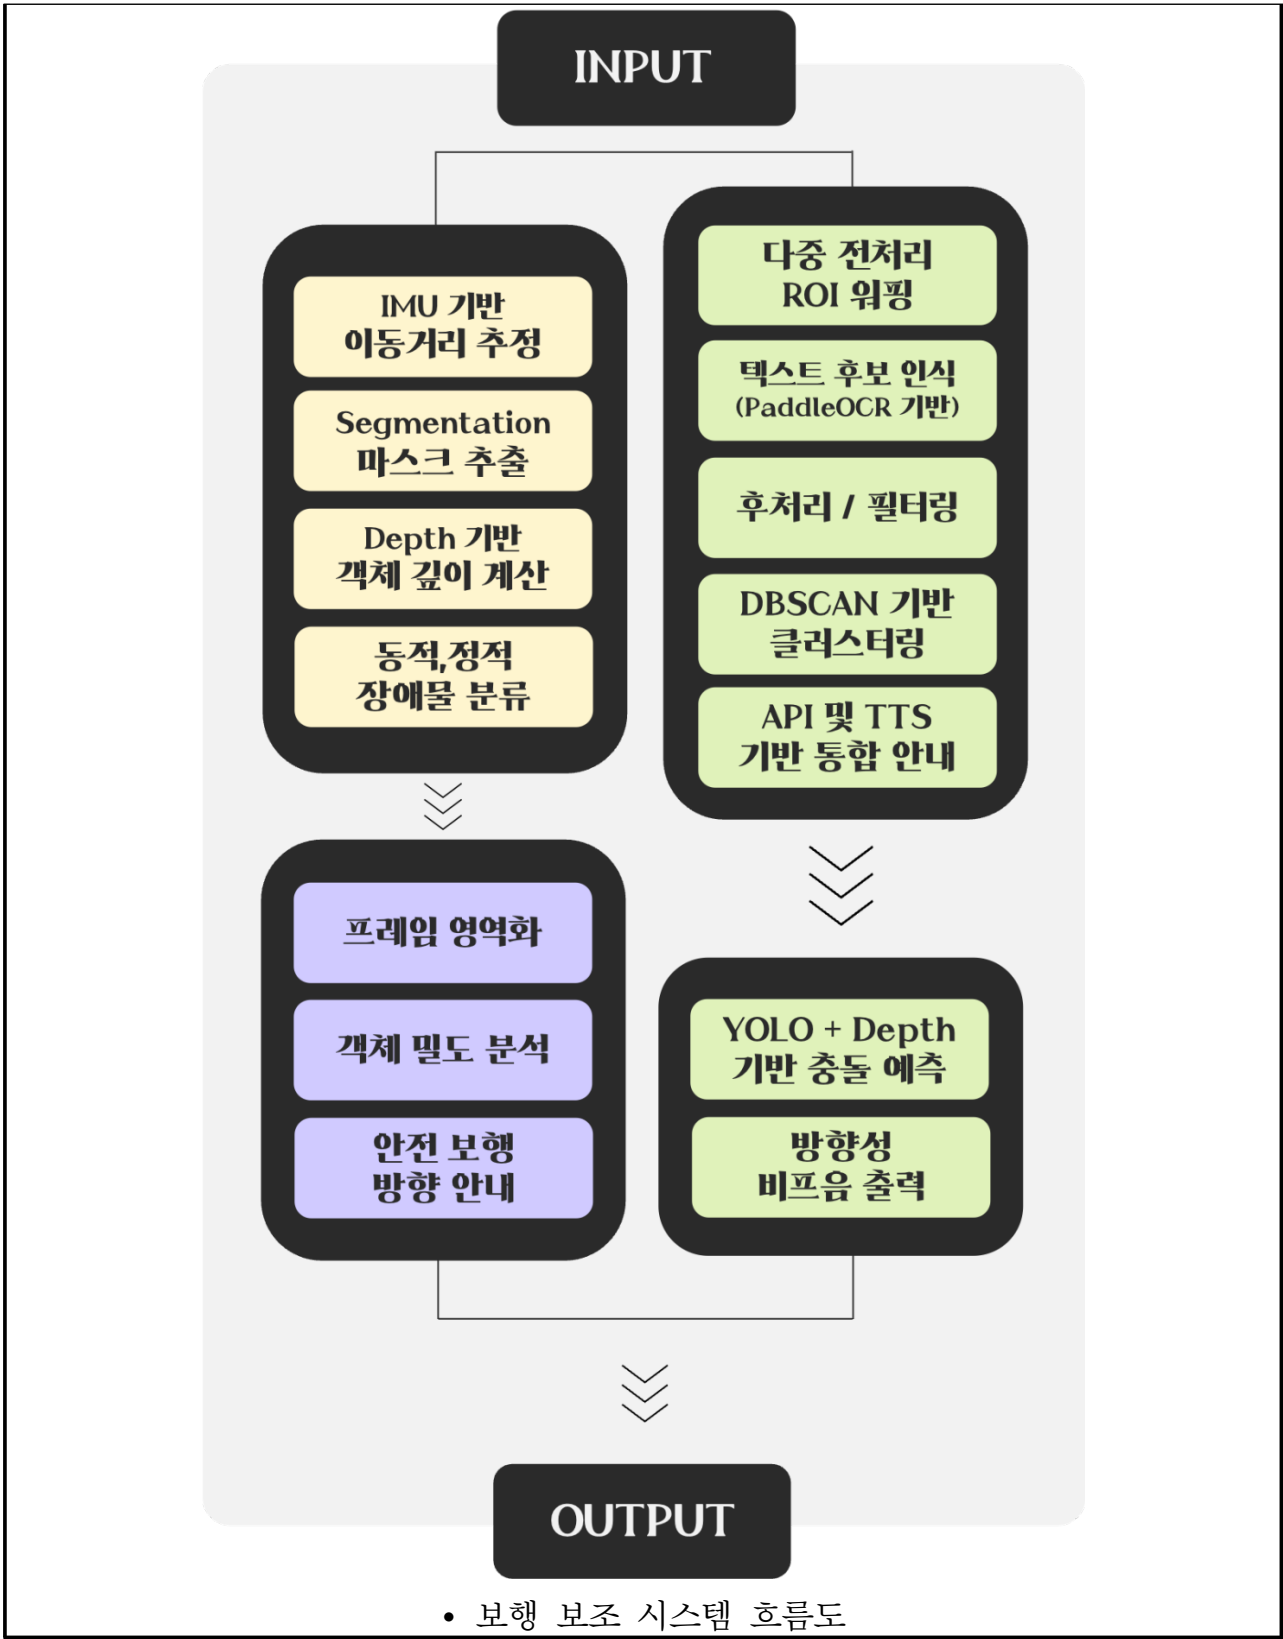 INPUT
IMU 기반
이동거리 추정
Segmentation
마스크 추출
Depth 기반
객체 깊이 계산
동적,정적
장애물 분류
프레임 영역화
객체 밀도 분석
안전 보행
방향 안내
다중 전처리
ROI 워핑
텍스트 후보 인식
(PaddleOCR 기반)
후처리 / 필터링
DBSCAN 기반
클러스터링
API 및 TTS
기반 통합 안내
YOLO + Depth
기반 충돌 예측
방향성
비프음 출력
OUTPUT
• 보행 보조 시스템 흐름도